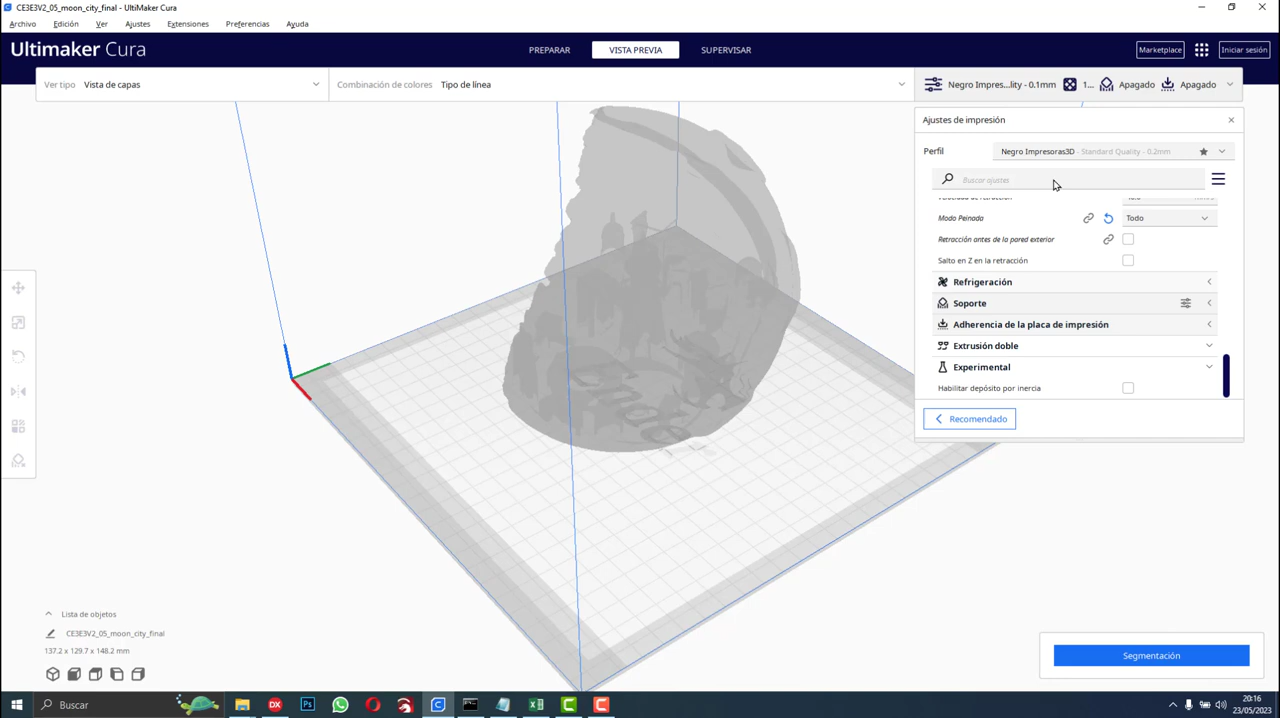 CE3E3V2_05_moon_city_final - UltiMaker Cura
Archivo Edición Ver Ajustes Extensiones Preferencias Ayuda
Ultimaker Cura
PREPARAR VISTA PREVIA SUPERVISAR
Marketplace Iniciar sesión
Ver tipo Vista de capas Combinación de colores Tipo de línea Negro Impres...lity - 0.1mm 1... Apagado Apagado
Ajustes de impresión
Perfil Negro Impresoras3D - Standard Quality - 0.2mm
Buscar ajustes
Modo Peinado Todo
Retracción antes de la pared exterior
Salto en Z en la retracción
Refrigeración
Soporte
Adherencia de la placa de impresión
Extrusión doble
Experimental
Habilitar depósito por inercia
Recomendado
Lista de objetos
CE3E3V2_05_moon_city_final
137.2 x 129.7 x 148.2 mm
Segmentación
Buscar
20:16
23/05/2023